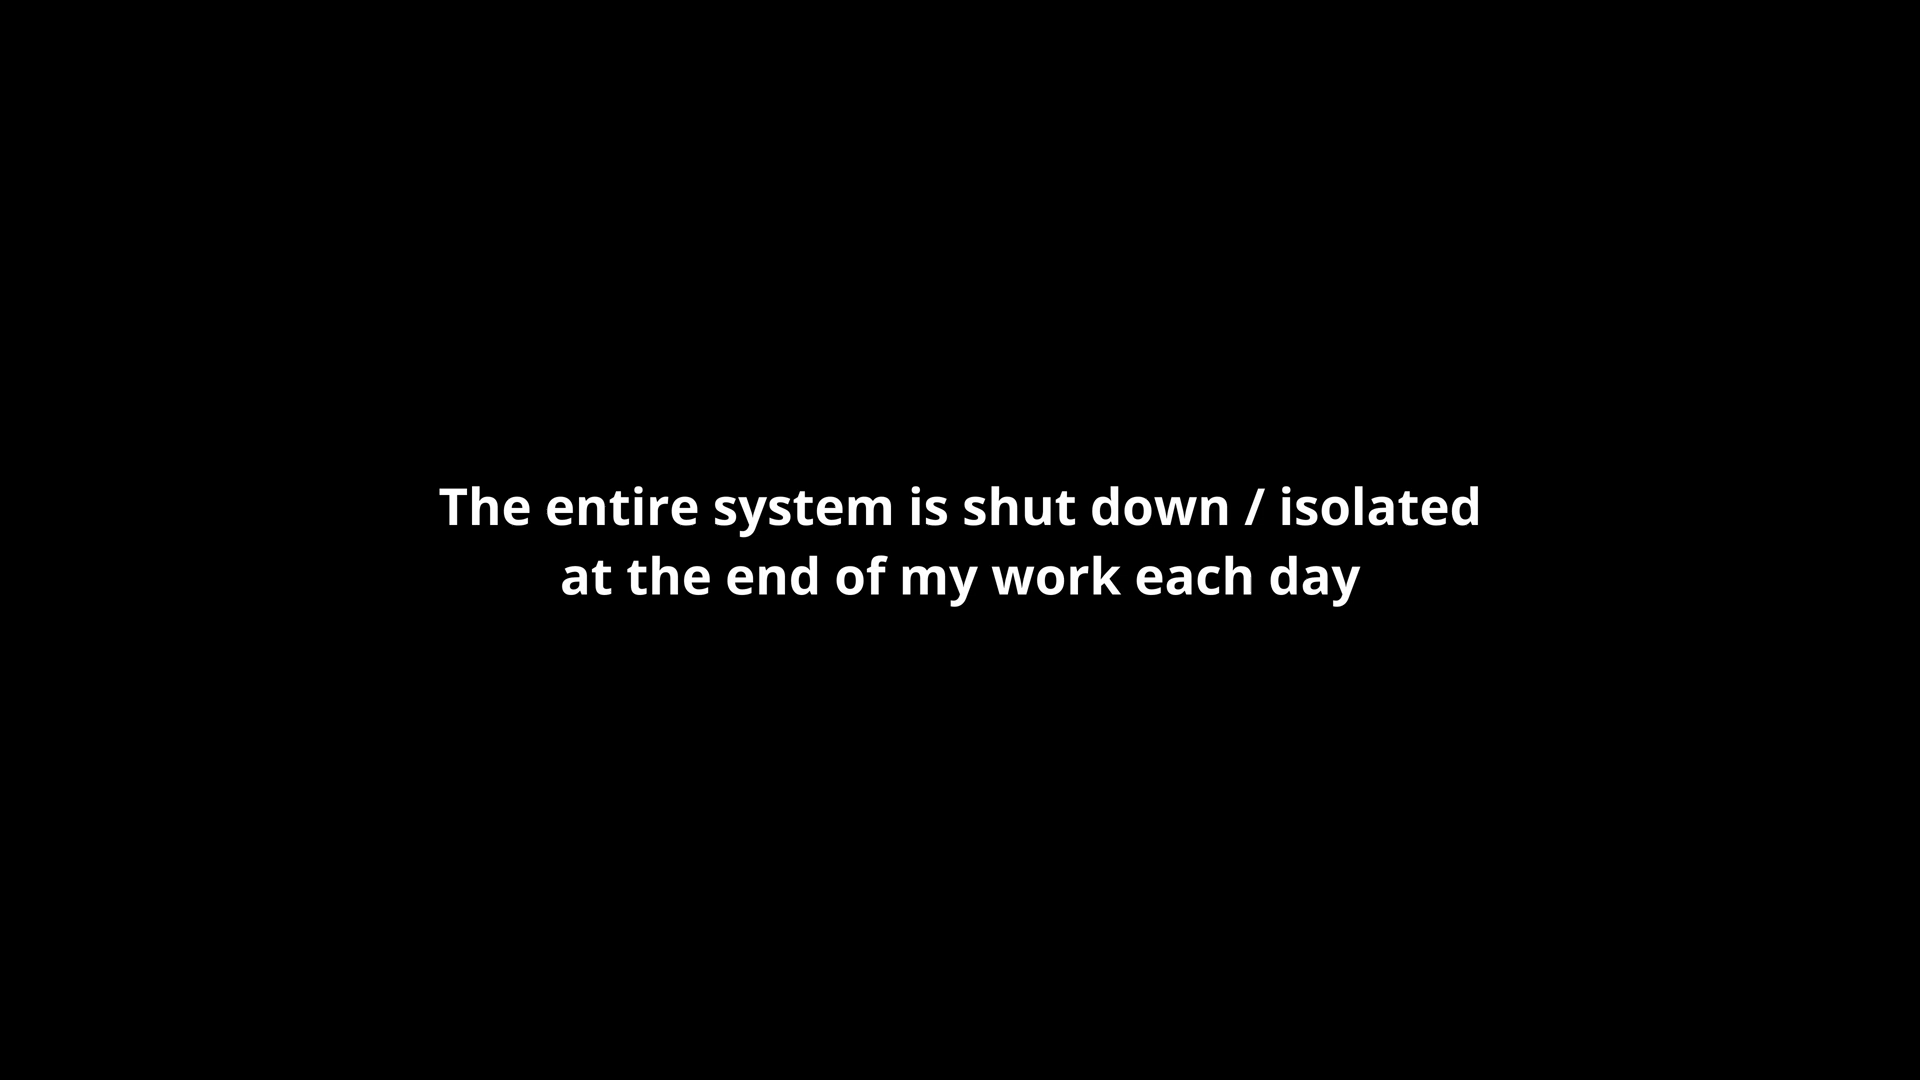 The entire system is shut down / isolated
at the end of my work each day